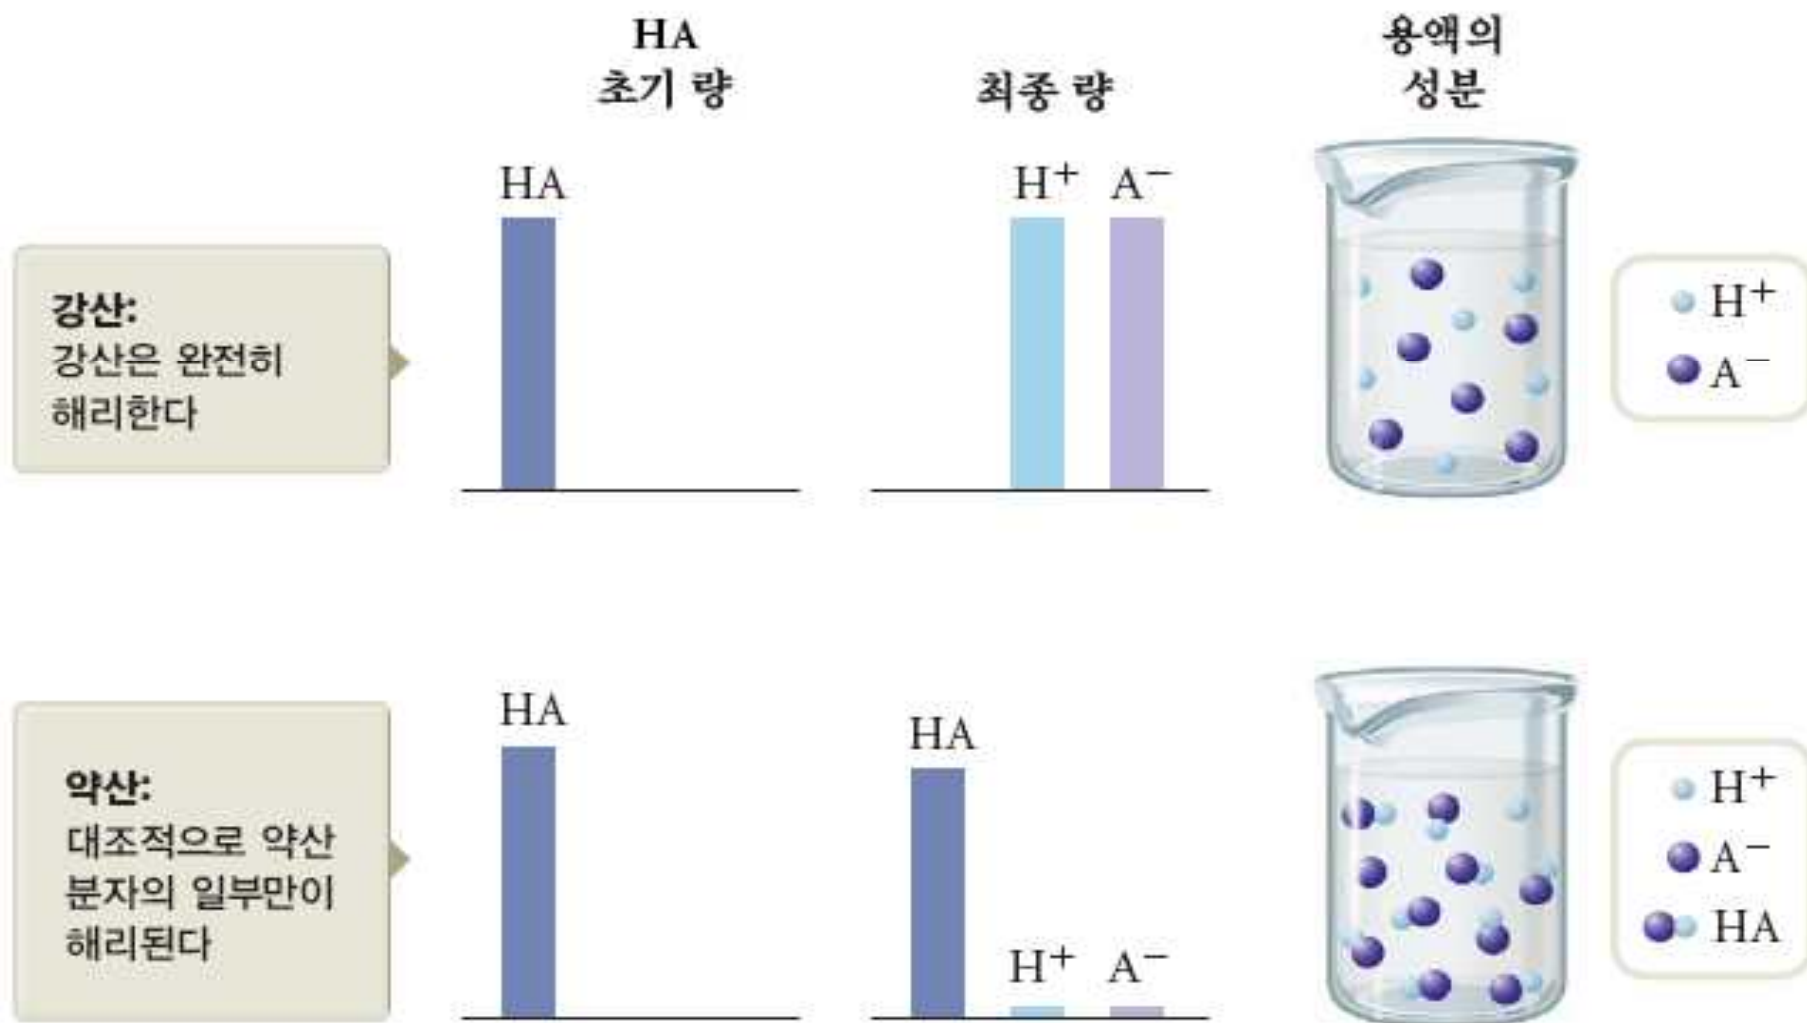 HA
초기 량
최종 량
용액의
성분
강산:
강산은 완전히
해리한다
HA
H⁺ A⁻
H⁺
A⁻
약산:
대조적으로 약산
분자의 일부만이
해리된다
HA
HA
H⁺ A⁻
H⁺
A⁻
HA